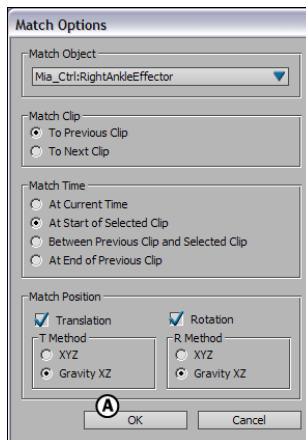 Match Options
Match Object
Mia_Ctrl:RightAnkleEffector
Match Clip
To Previous Clip
To Next Clip
Match Time
At Current Time
At Start of Selected Clip
Between Previous Clip and Selected Clip
At End of Previous Clip
Match Position
Translation Rotation
T Method R Method
XYZ XYZ
Gravity XZ Gravity XZ
A
OK Cancel